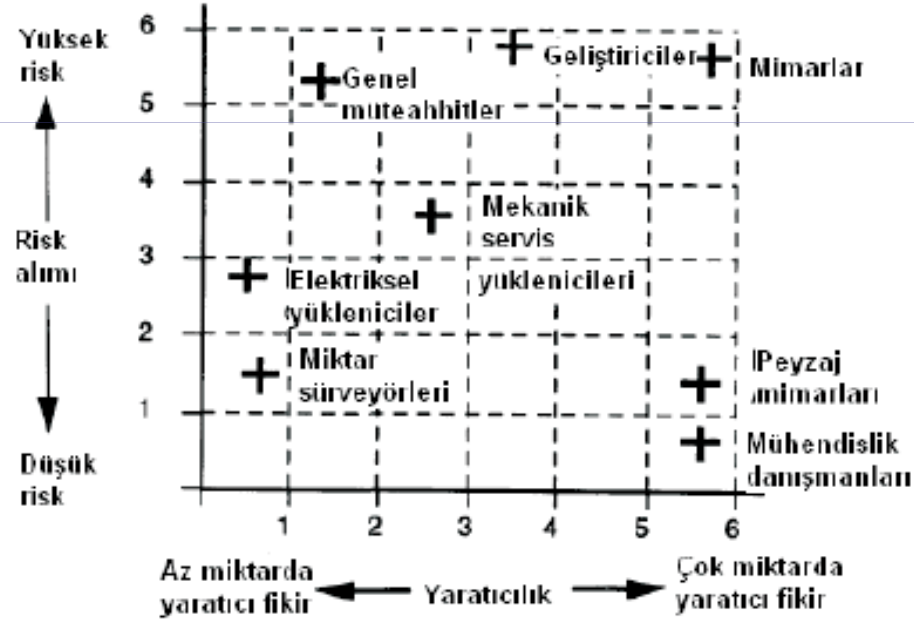 Yüksek
risk
Risk
alımı
Düşük
risk
6
5
4
3
2
1
Genel
müteahhitler
Geliştiriciler
Mimarlar
Mekanik
servis
yüklenicileri
Elektriksel
yükleniciler
Miktar
sürveyörleri
Peyzaj
mimarları
Mühendislik
danışmanları
1 2 3 4 5 6
Az miktarda
yaratıcı fikir
Yaratıcılık
Çok miktarda
yaratıcı fikir